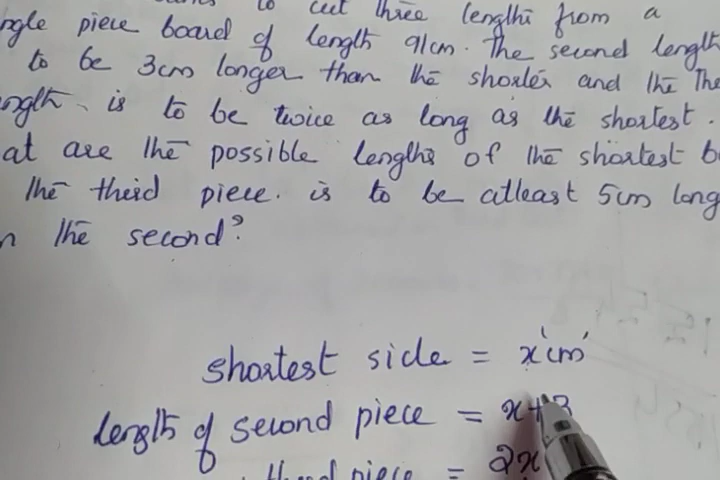 to cut three lengths from a
ngle piece board of length 91cm. The second length
to be 3cm longer than the shorter and the The
ength is to be twice as long as the shortest.
at are the possible lengths of the shortest b
the third piece. is to be atleast 5cm long
n the second?
shortest side = x cm
length of second piece = x+3
third piece = 2x